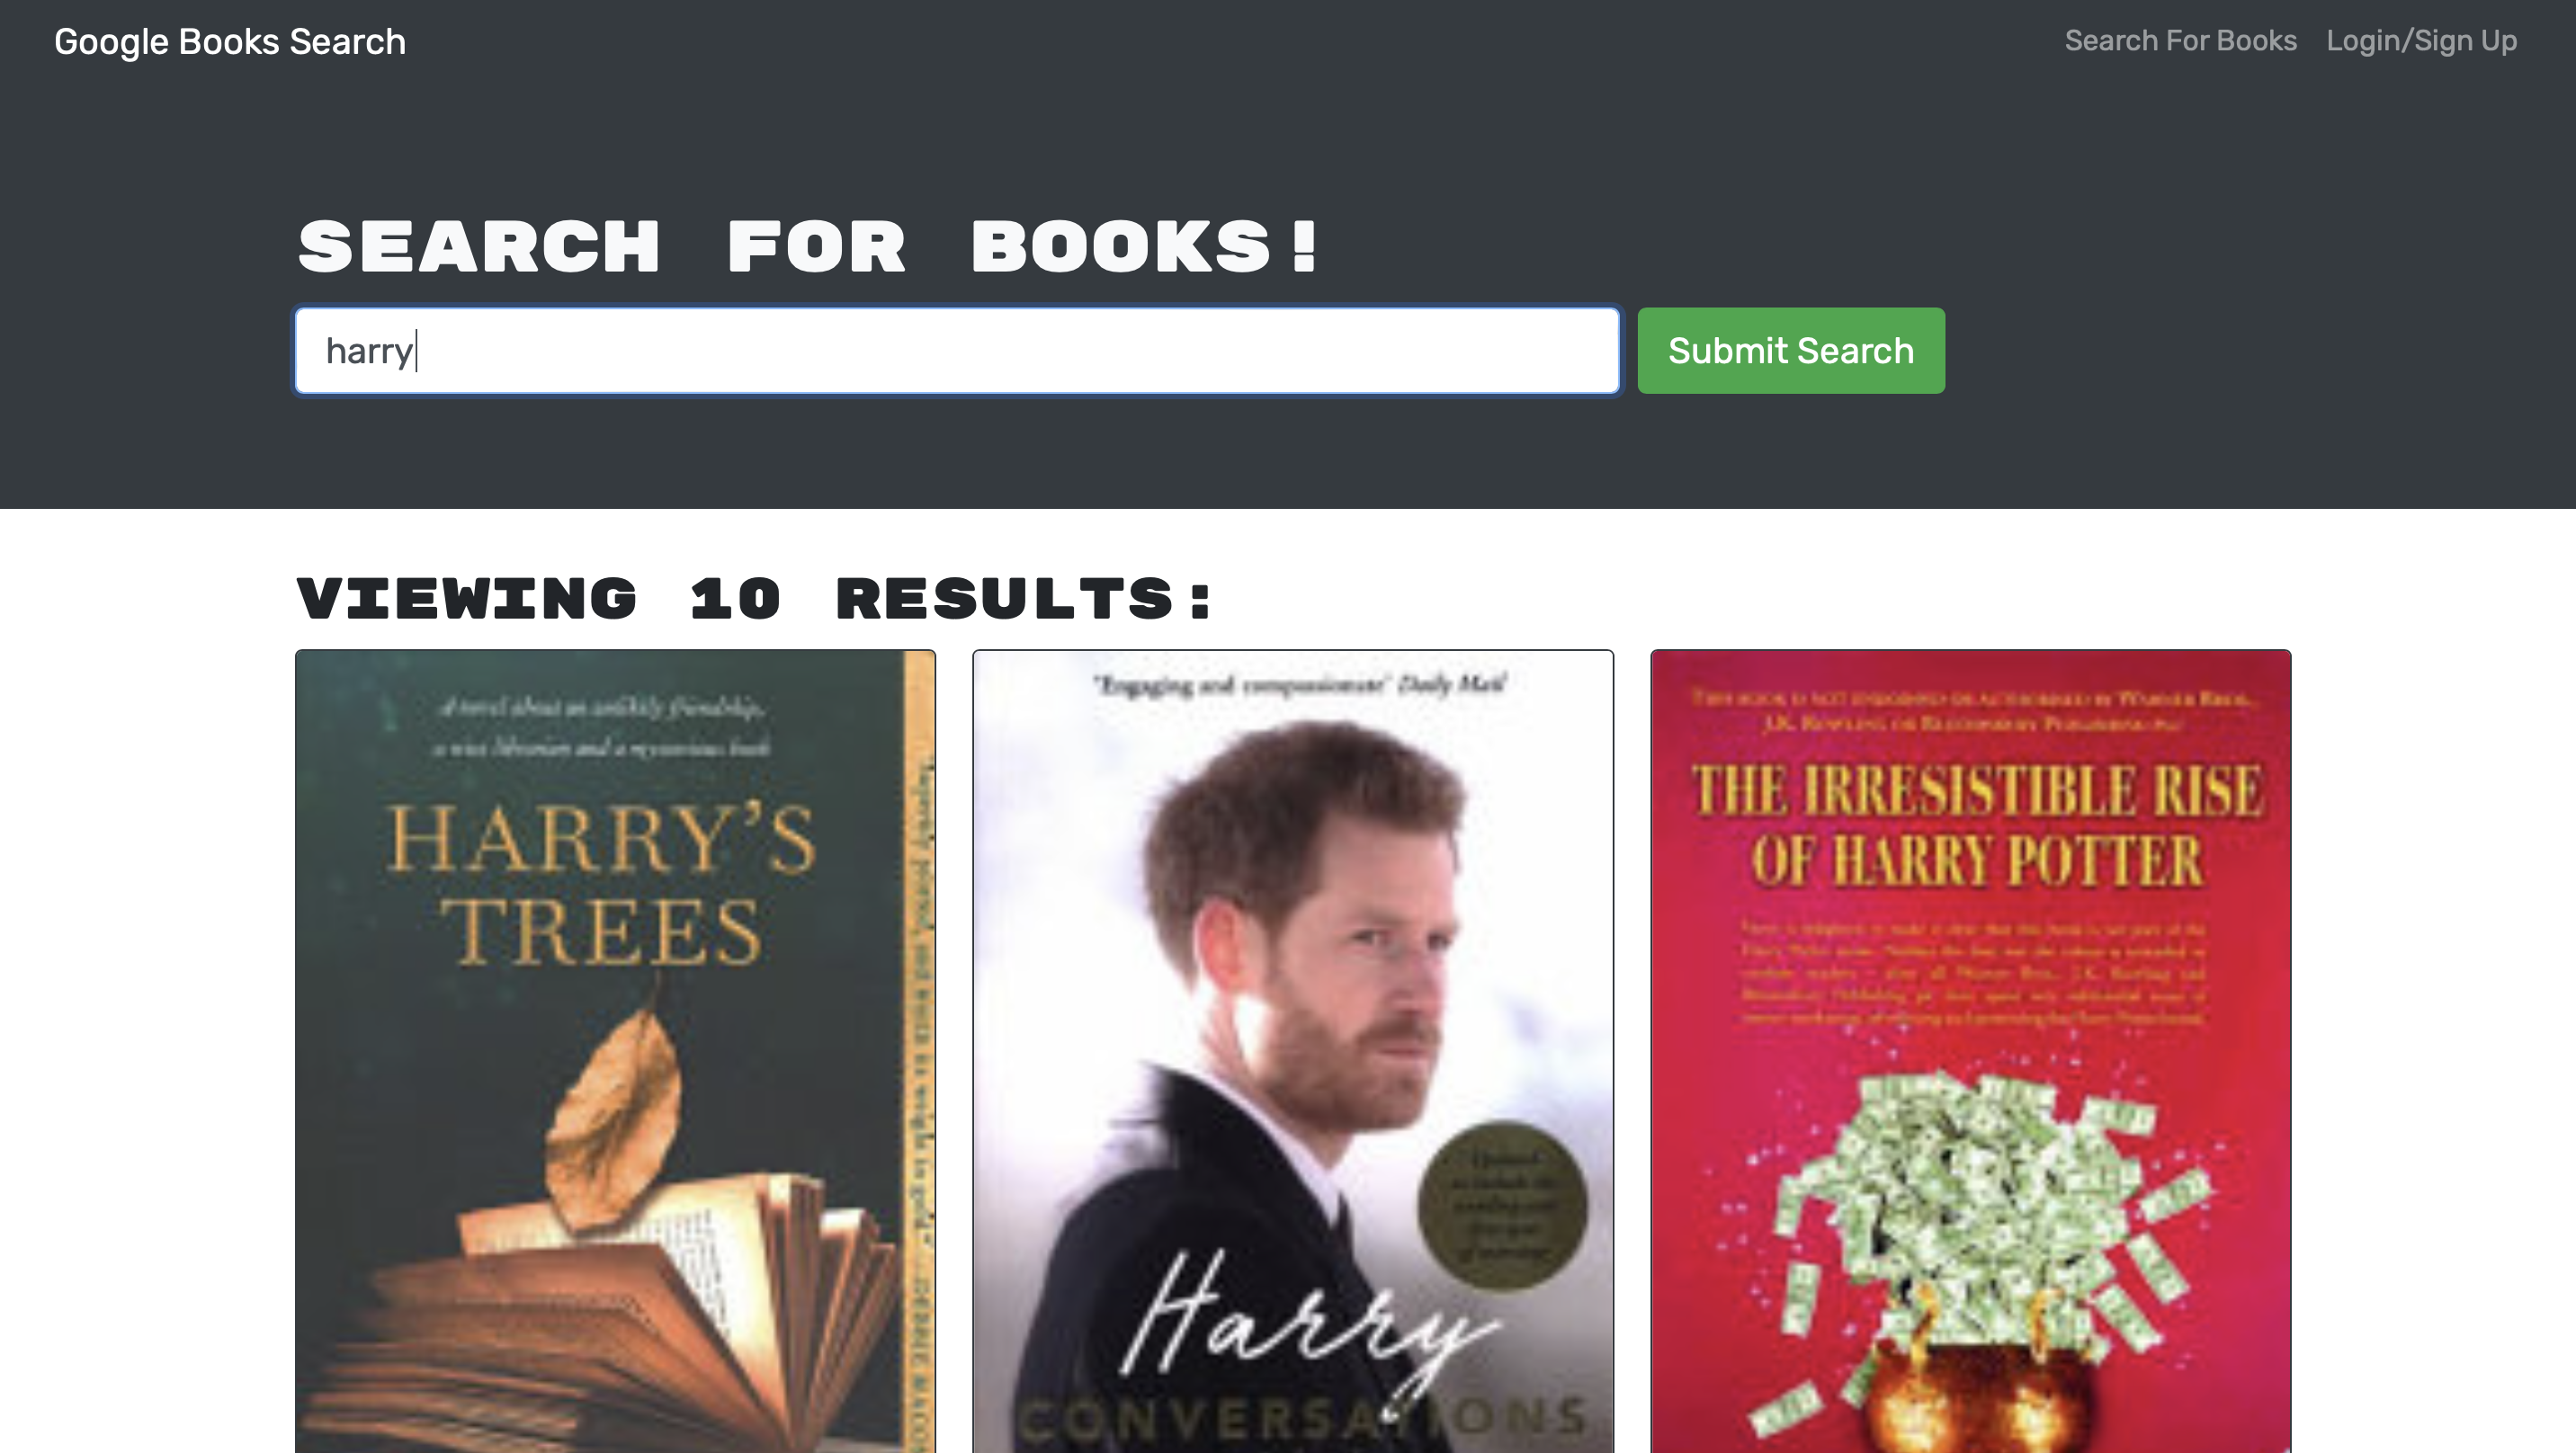 Google Books Search
Search For Books
Login/Sign Up
SEARCH FOR BOOKS!
harry
Submit Search
VIEWING 10 RESULTS:
A novel about an unlikely friendship,
a wise librarian and a mysterious book
HARRY'S
TREES
'Engaging and compassionate' Daily Mail
Harry
CONVERSATIONS
THIS BOOK IS NOT ENDORSED OR AUTHORISED BY WARNER BROS.,
J.K. ROWLING OR BLOOMSBURY PUBLISHING PLC
THE IRRESISTIBLE RISE
OF HARRY POTTER